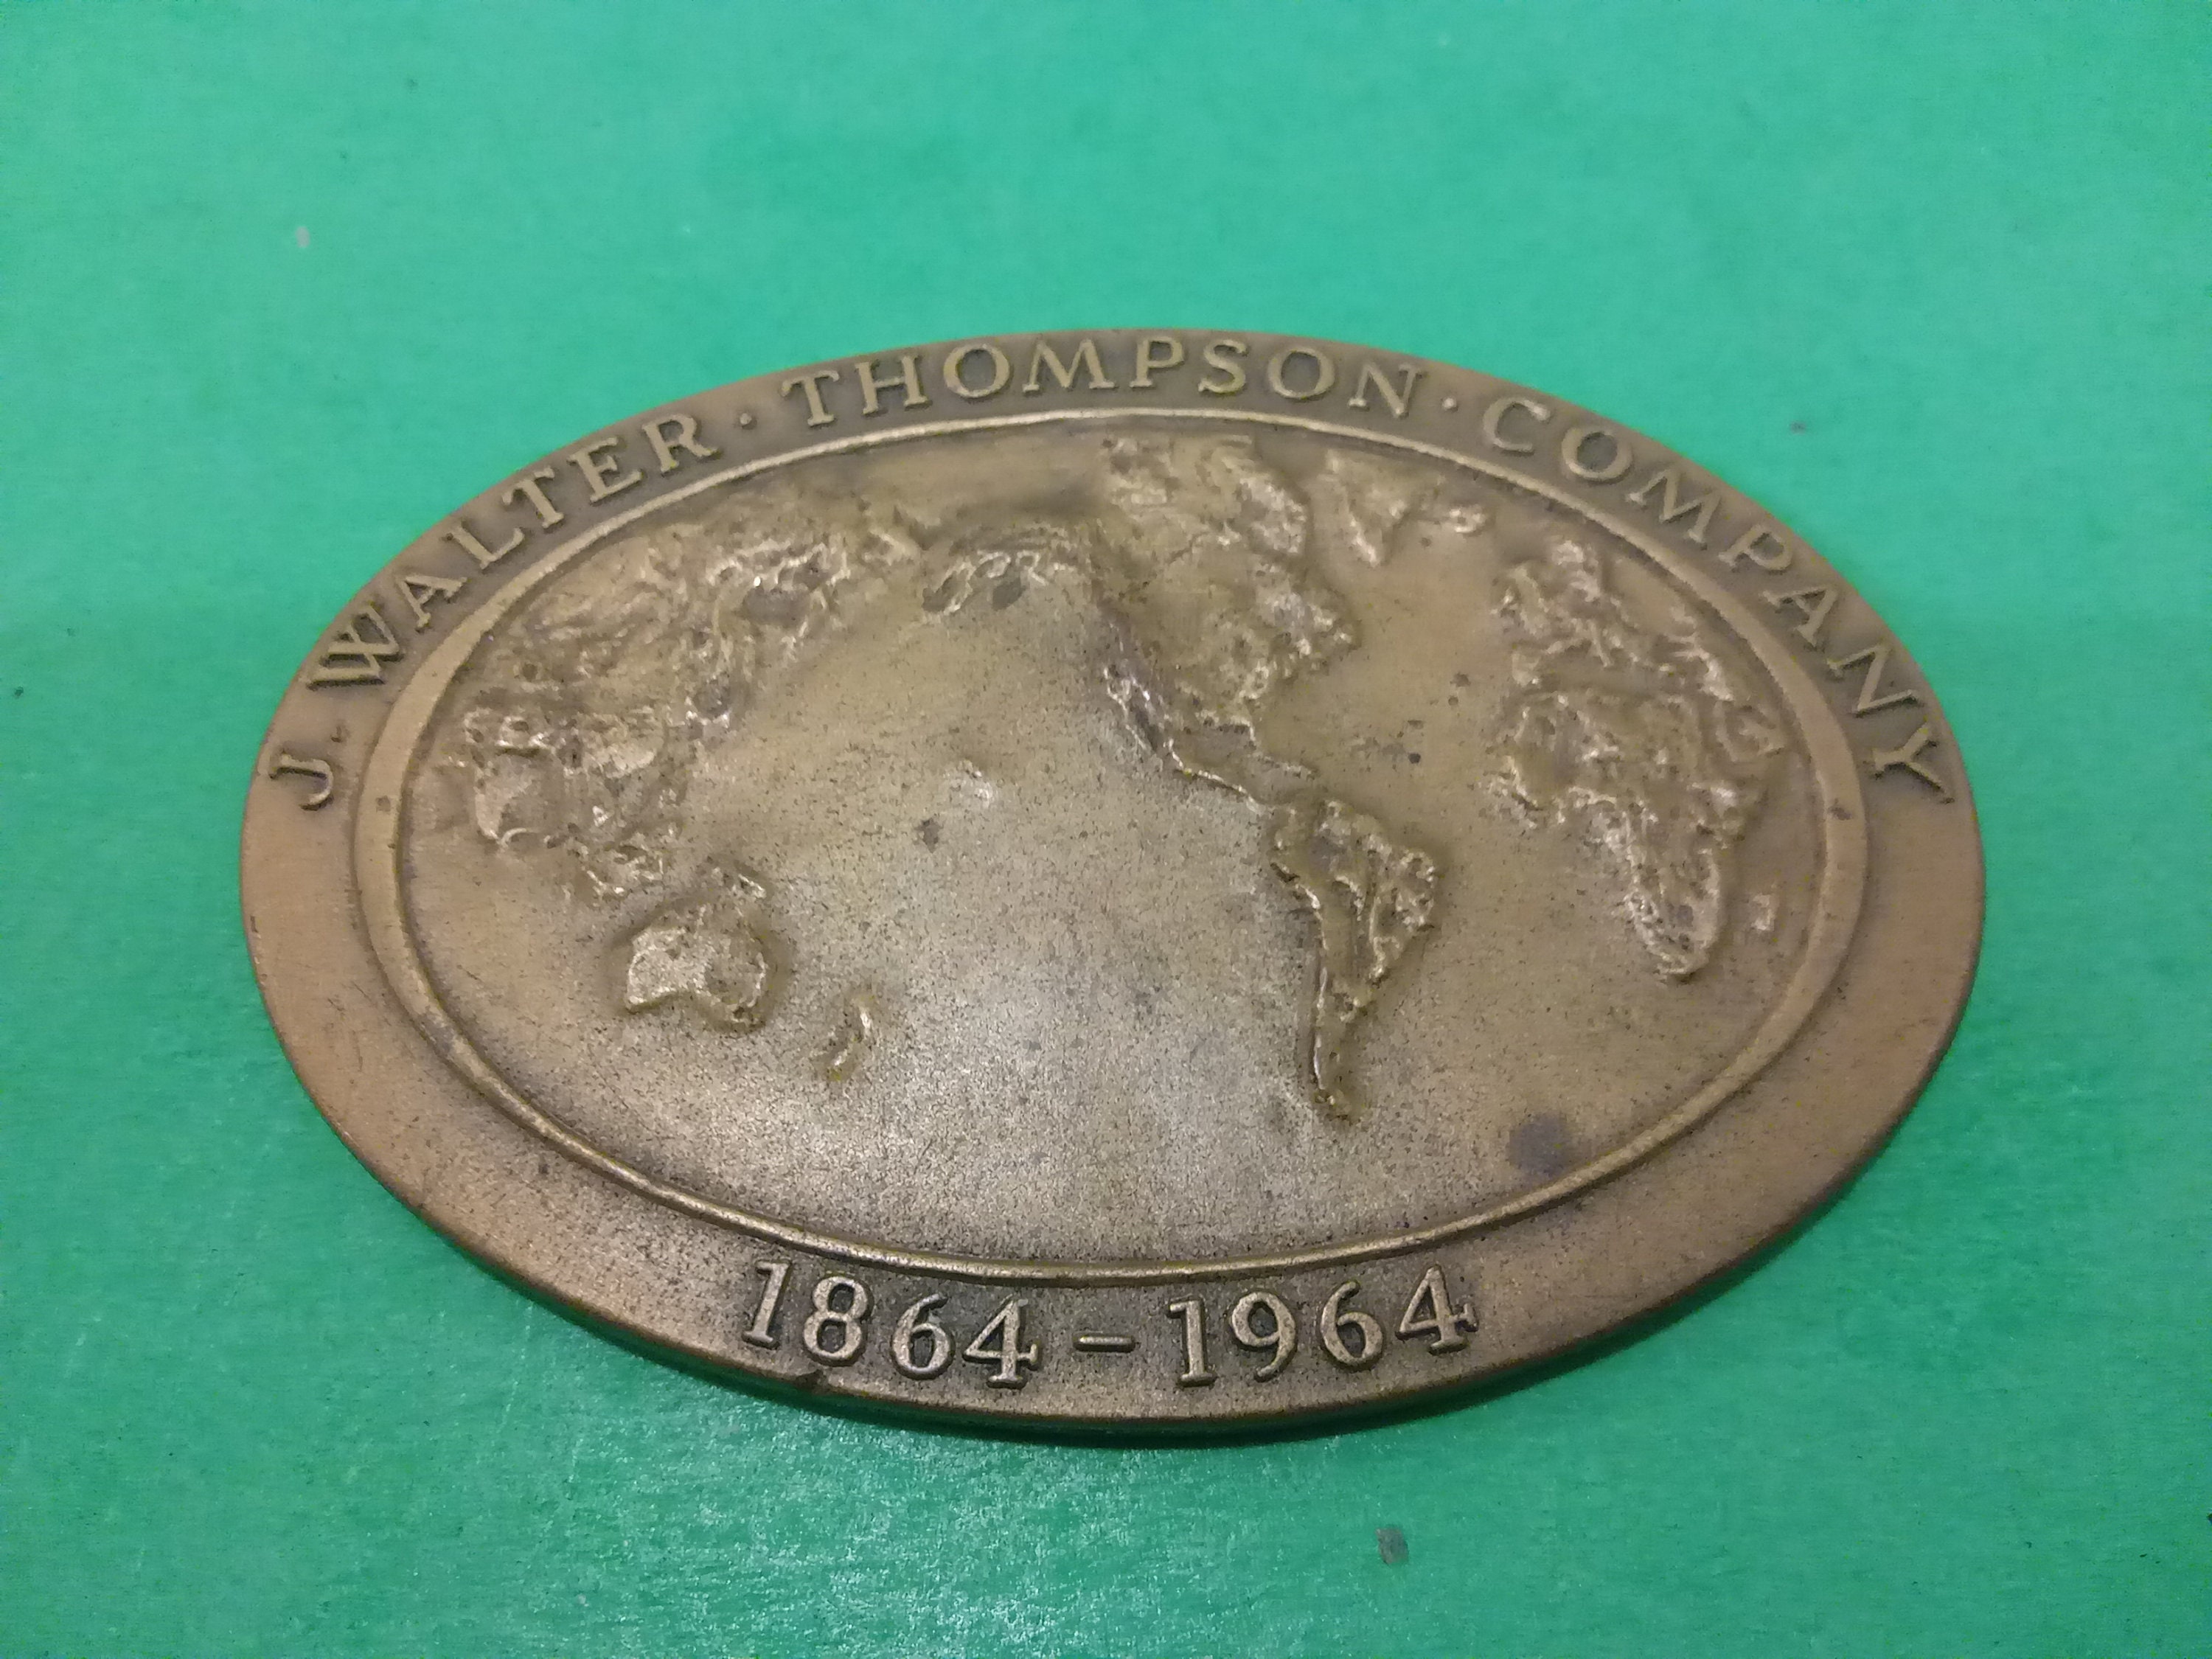 J. WALTER · THOMPSON · COMPANY
1864 – 1964